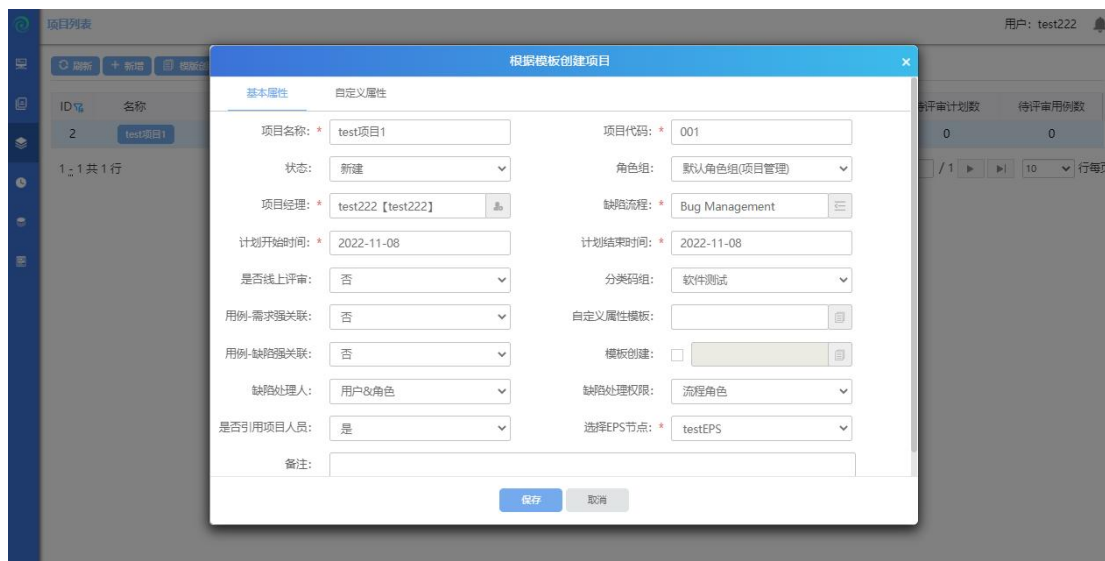 项目列表 用户：test222
刷新 + 新增 模板创
根据模板创建项目 ×
基本属性 自定义属性
ID 名称 待评审计划数 待评审用例数
2 test项目1 0 0
1 - 1 共 1 行 / 1 10 行每页
项目名称: * test项目1 项目代码: * 001
状态: 新建 角色组: 默认角色组(项目管理)
项目经理: * test222【test222】 缺陷流程: * Bug Management
计划开始时间: * 2022-11-08 计划结束时间: * 2022-11-08
是否线上评审: 否 分类码组: 软件测试
用例-需求强关联: 否 自定义属性模板:
用例-缺陷强关联: 否 模板创建:
缺陷处理人: 用户&角色 缺陷处理权限: 流程角色
是否引用项目人员: 是 选择EPS节点: * testEPS
备注:
保存 取消